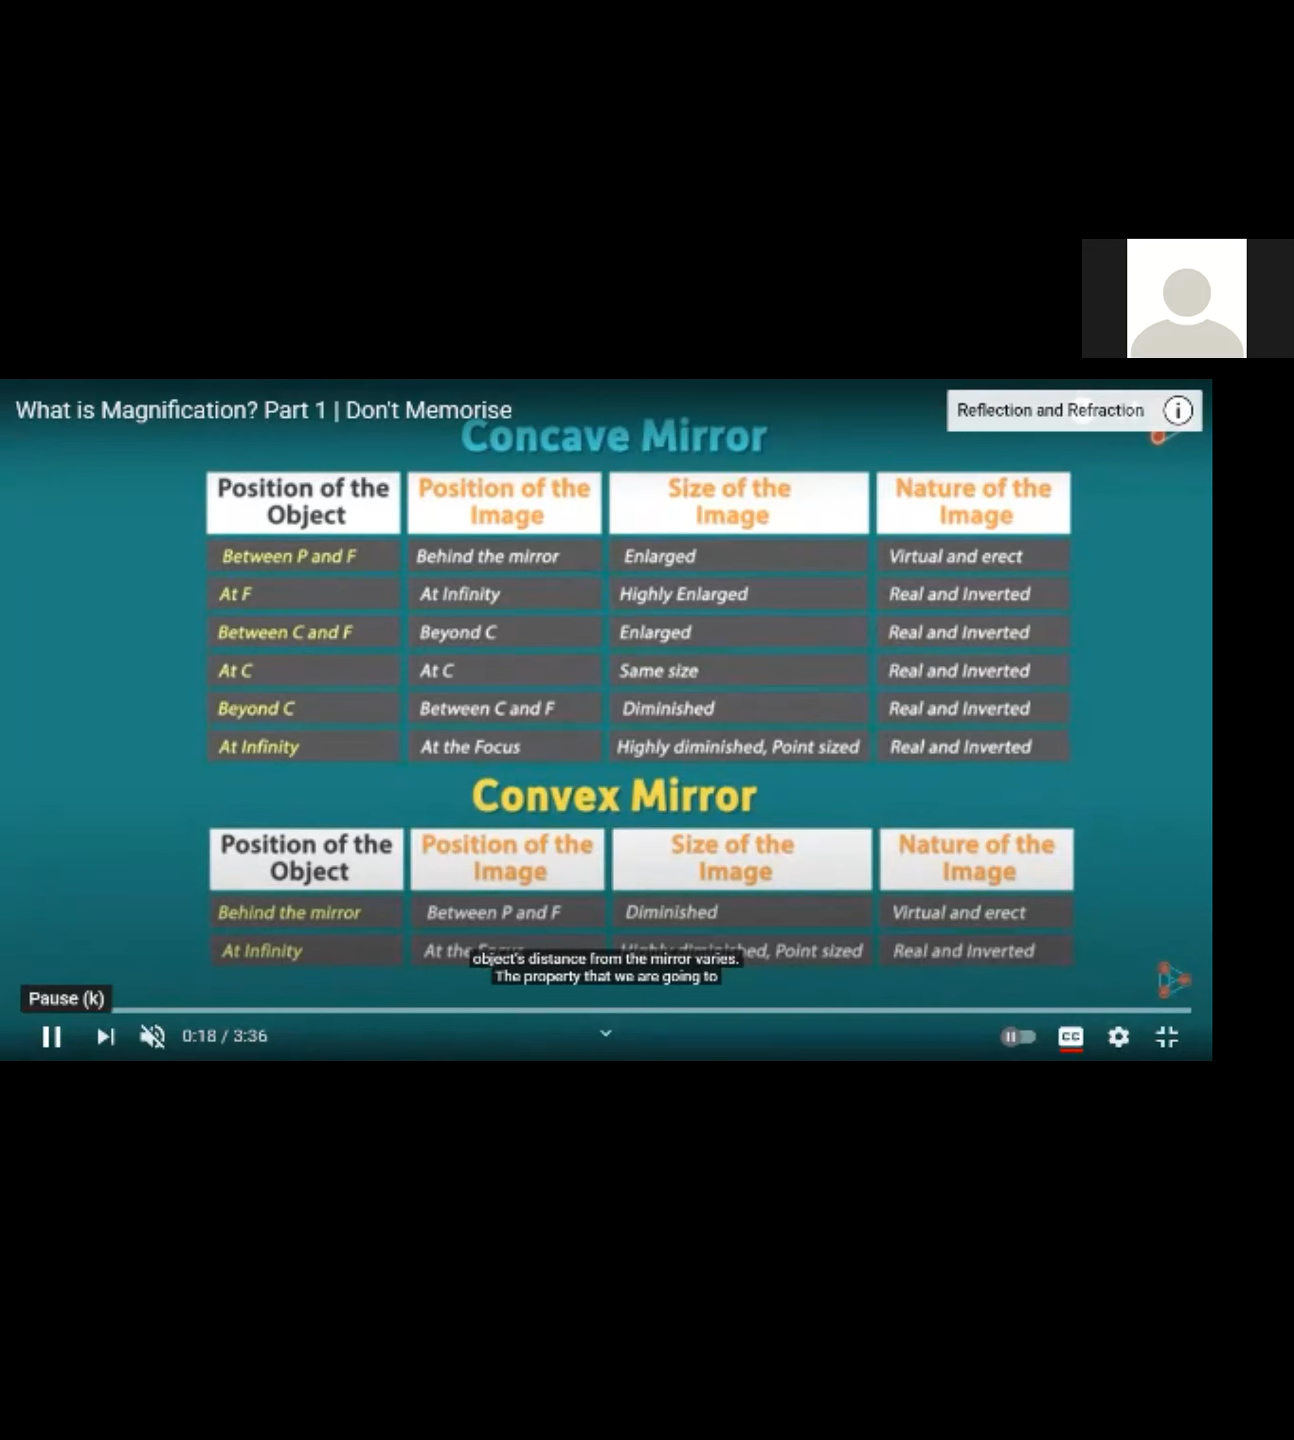 What is Magnification? Part 1 | Don't Memorise
Reflection and Refraction
Concave Mirror
Position of the Object Position of the Image Size of the Image Nature of the Image
Between P and F Behind the mirror Enlarged Virtual and erect
At F At Infinity Highly Enlarged Real and Inverted
Between C and F Beyond C Enlarged Real and Inverted
At C At C Same size Real and Inverted
Beyond C Between C and F Diminished Real and Inverted
At Infinity At the Focus Highly diminished, Point sized Real and Inverted
Convex Mirror
Position of the Object Position of the Image Size of the Image Nature of the Image
Behind the mirror Between P and F Diminished Virtual and erect
At Infinity At the Focus Highly diminished, Point sized Real and Inverted
object's distance from the mirror varies.
The property that we are going to
Pause (k)
0:18 / 3:36
CC